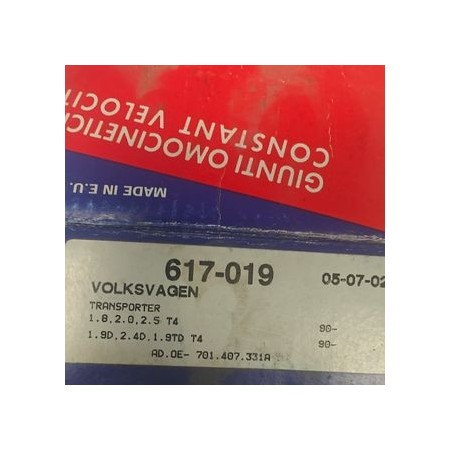 GIUNTI OMOCINETICI
CONSTANT VELOCIT
MADE IN E.U.
617-019 05-07-02
VOLKSVAGEN
TRANSPORTER
1.8,2.0,2.5 T4 90-
1.9D,2.4D,1.9TD T4 90-
AD.OE- 701.407.331A